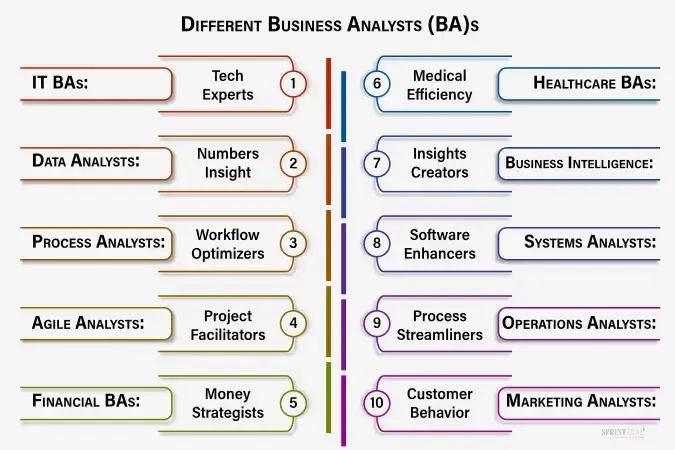 Different Business Analysts (BA)s
IT BAs:
Tech
Experts
1
Data Analysts:
Numbers
Insight
2
Process Analysts:
Workflow
Optimizers
3
Agile Analysts:
Project
Facilitators
4
Financial BAs:
Money
Strategists
5
6
Medical
Efficiency
Healthcare BAs:
7
Insights
Creators
Business Intelligence:
8
Software
Enhancers
Systems Analysts:
9
Process
Streamliners
Operations Analysts:
10
Customer
Behavior
Marketing Analysts: